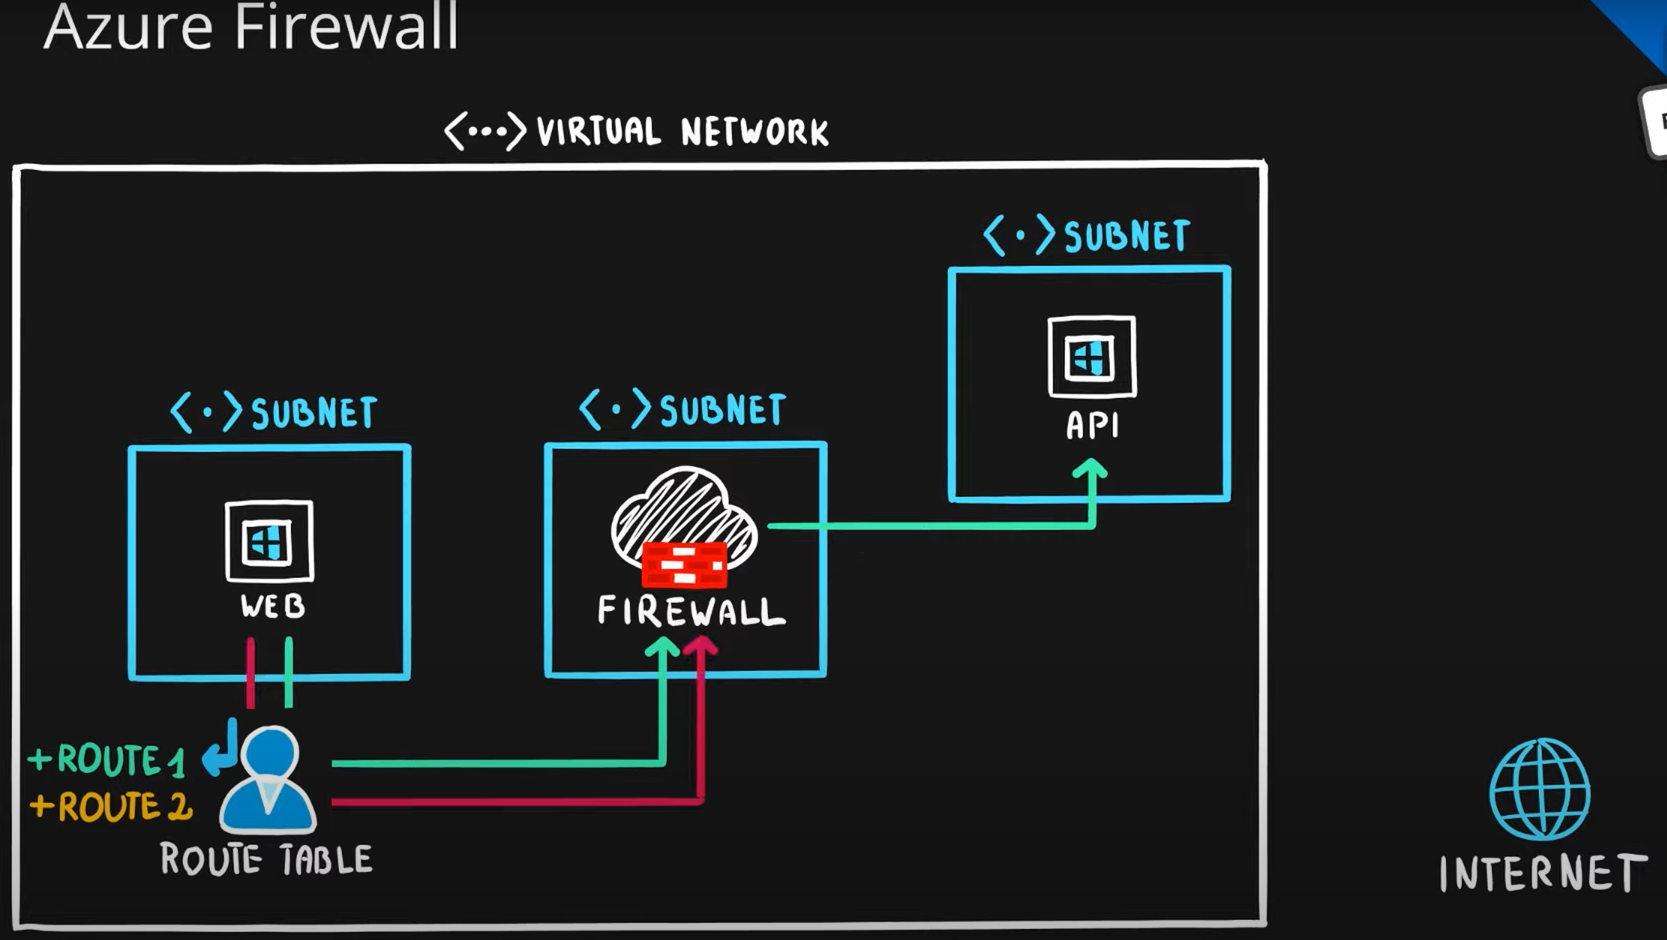 Azure Firewall
<···> VIRTUAL NETWORK
<·> SUBNET
API
<·> SUBNET
WEB
<·> SUBNET
FIREWALL
+ROUTE 1
+ROUTE 2
ROUTE TABLE
INTERNET